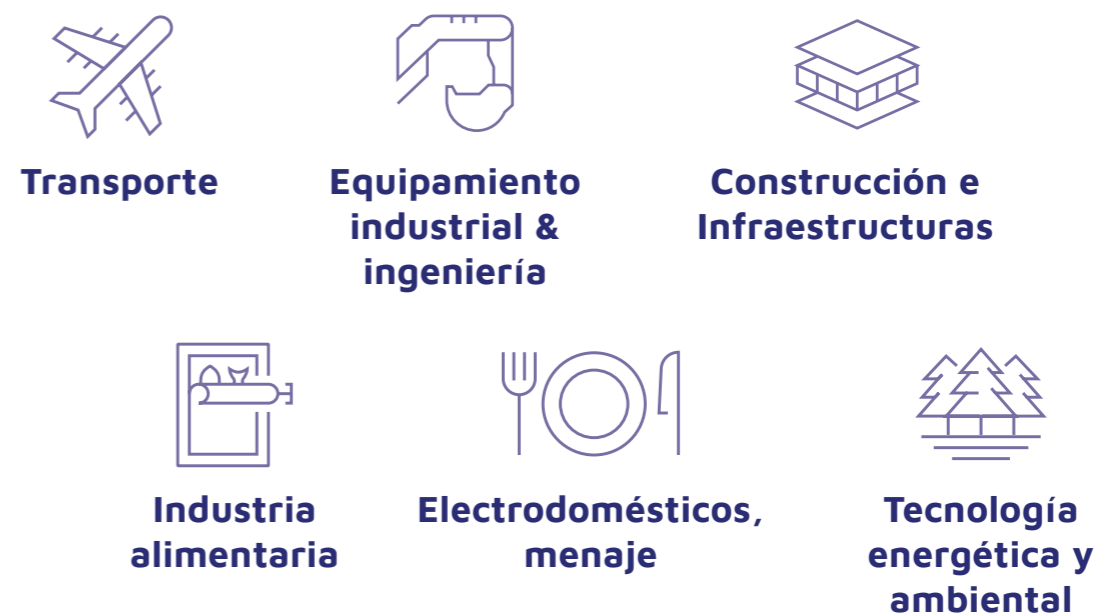 Transporte
Equipamiento
industrial &
ingeniería
Construcción e
Infraestructuras
Industria
alimentaria
Electrodomésticos,
menaje
Tecnología
energética y
ambiental